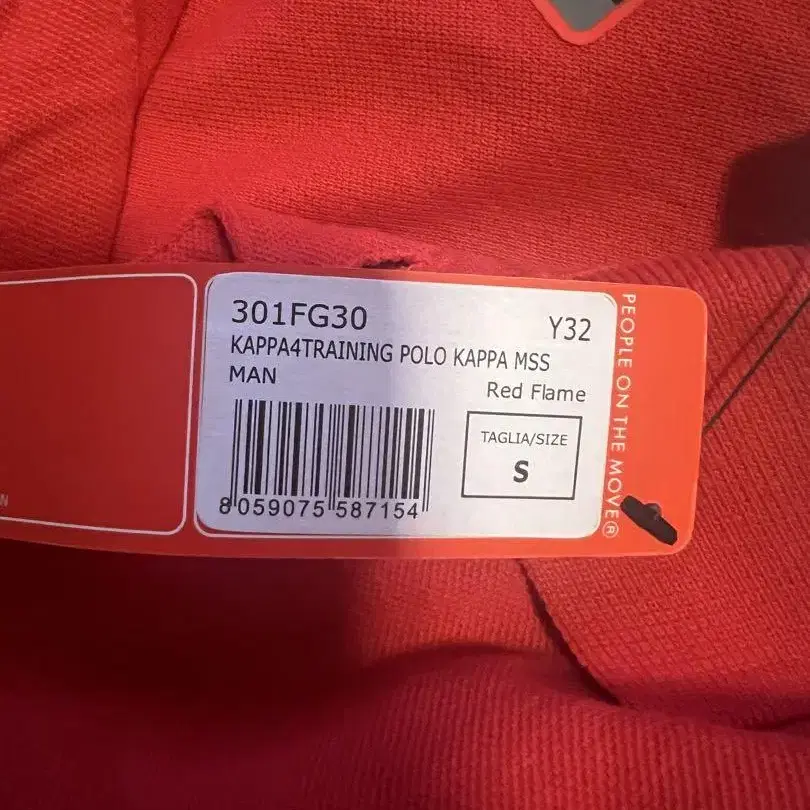 301FG30
Y32
KAPPA4TRAINING POLO KAPPA MSS
MAN
Red Flame
TAGLIA/SIZE
S
8 059075 587154
PEOPLE ON THE MOVE®